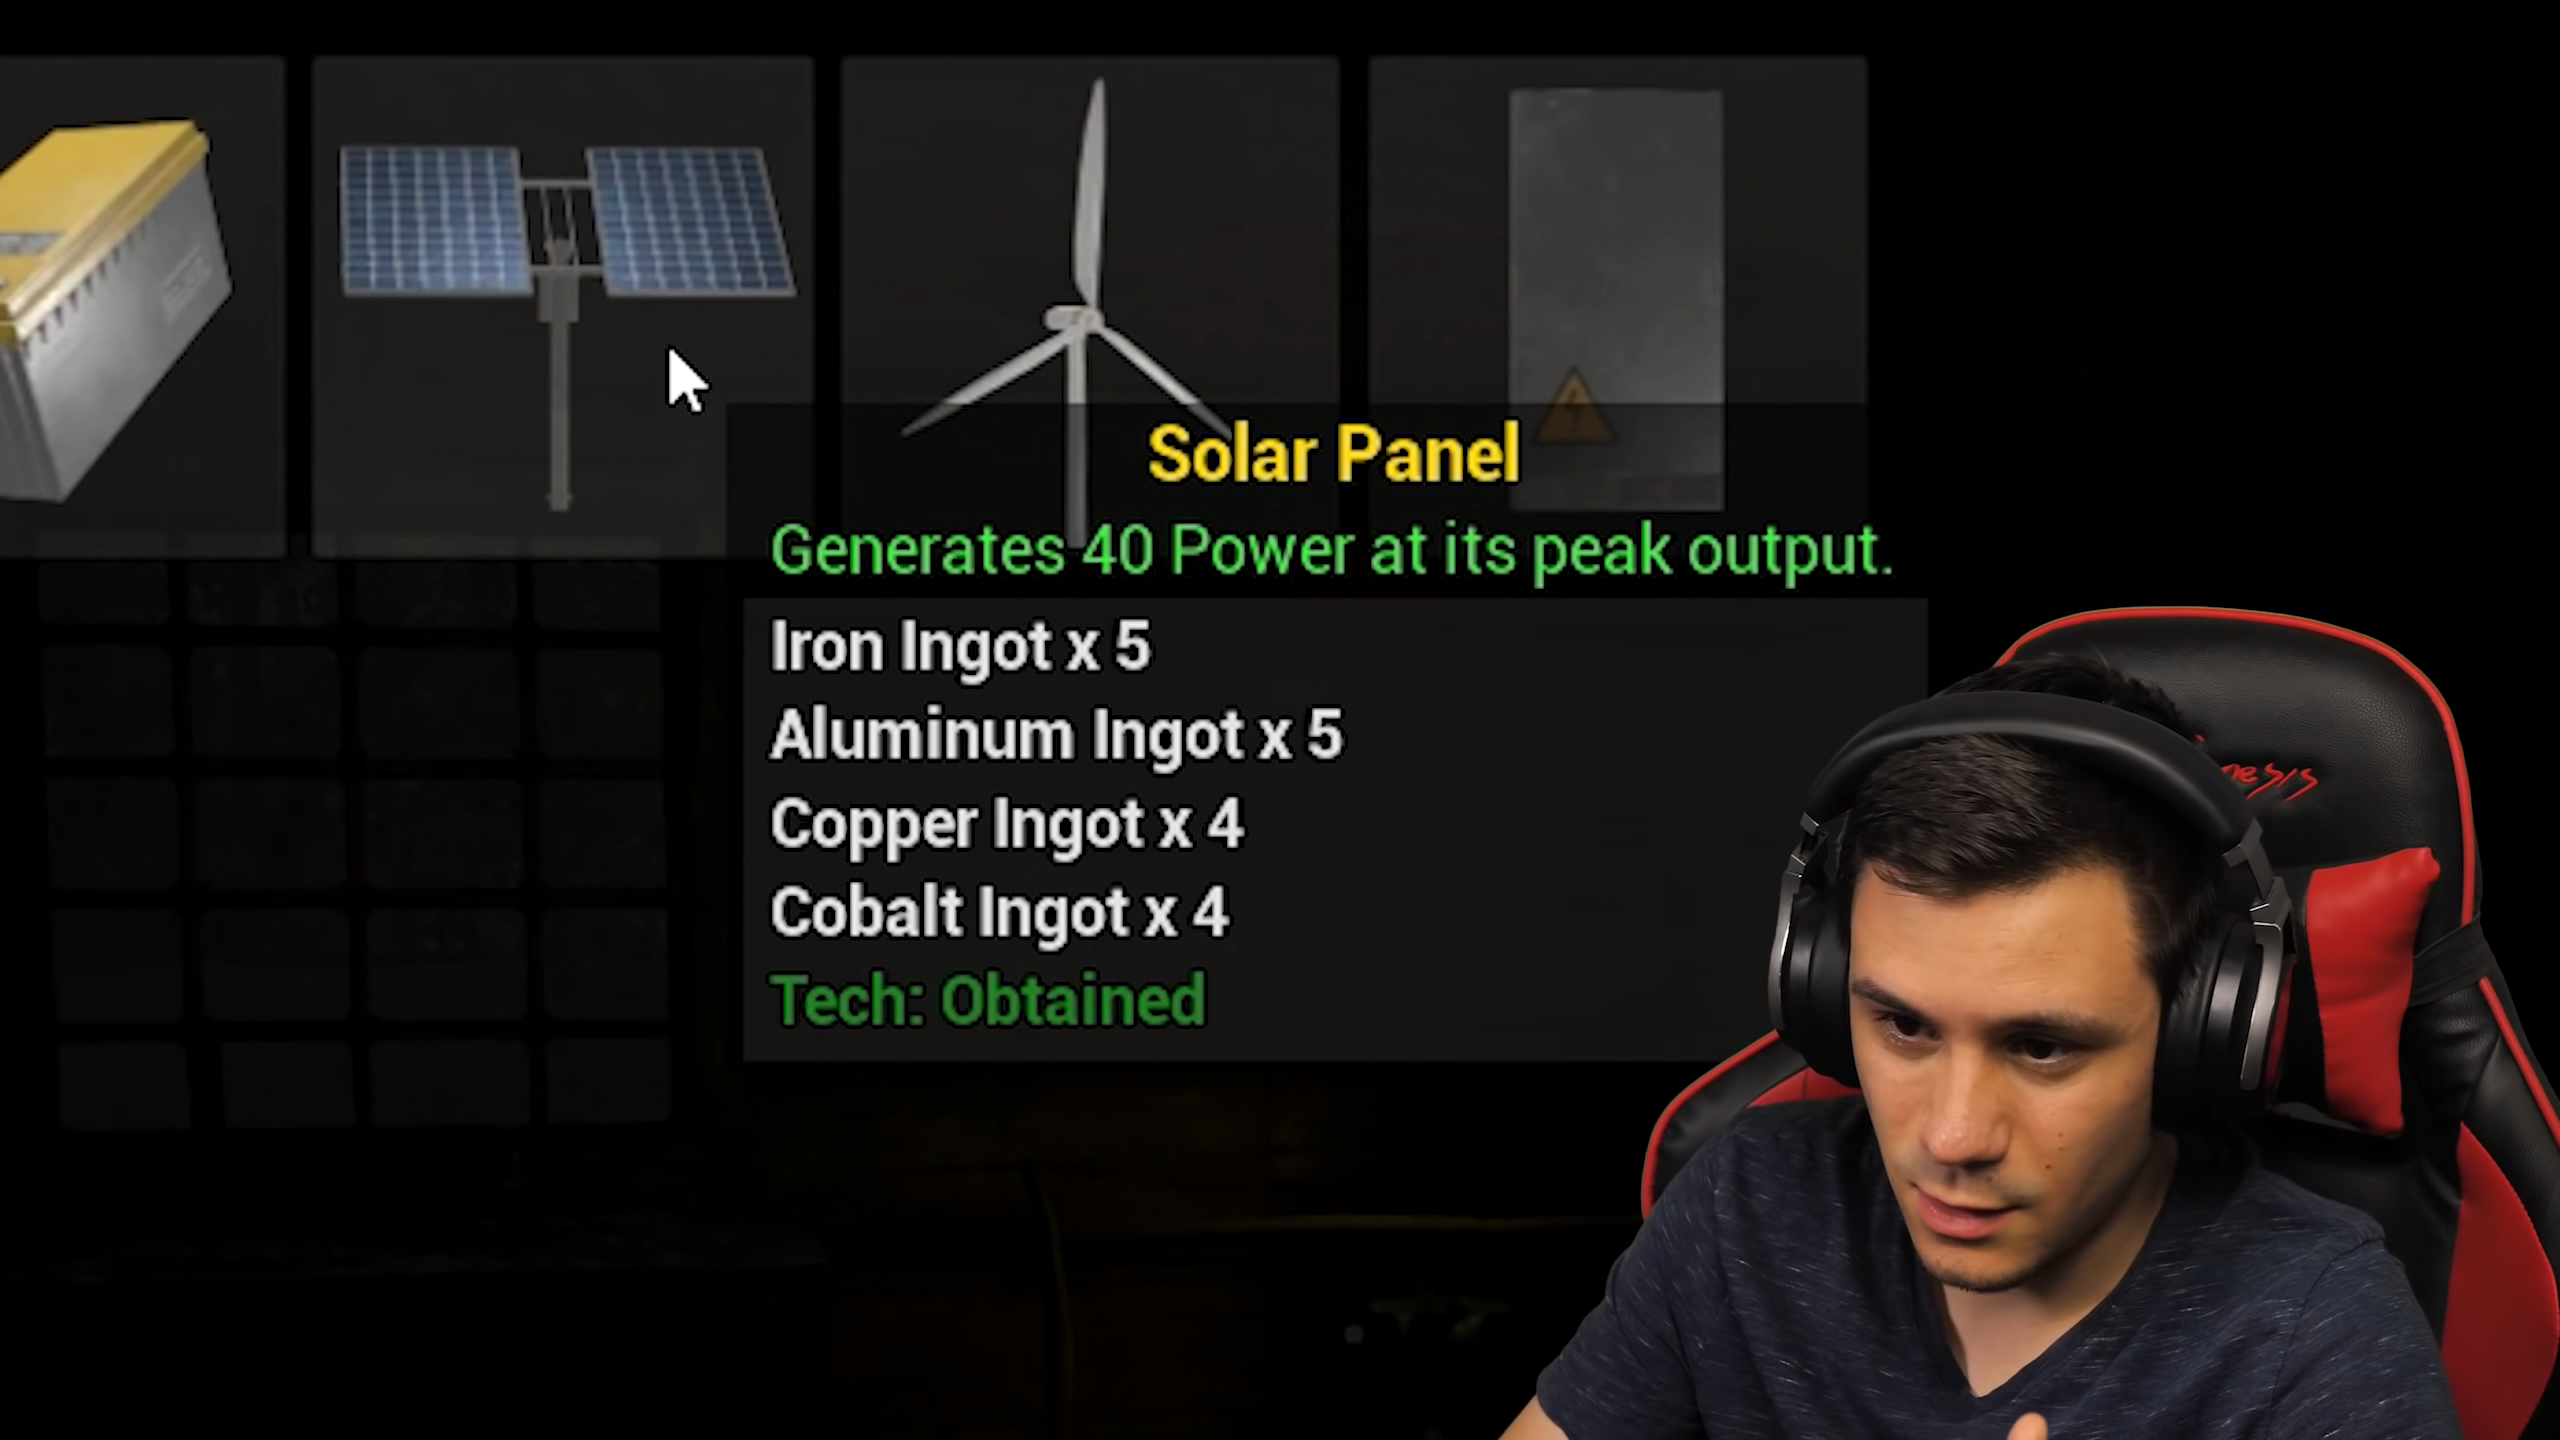 Solar Panel
Generates 40 Power at its peak output.
Iron Ingot x 5
Aluminum Ingot x 5
Copper Ingot x 4
Cobalt Ingot x 4
Tech: Obtained